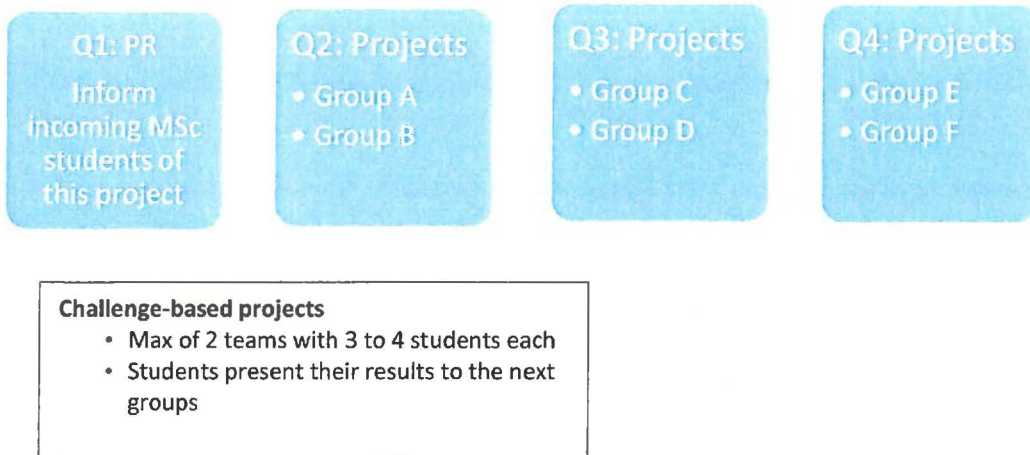 Q1: PR
Inform
incoming MSc
students of
this project
Q2: Projects
• Group A
• Group B
Q3: Projects
• Group C
• Group D
Q4: Projects
• Group E
• Group F
Challenge-based projects
• Max of 2 teams with 3 to 4 students each
• Students present their results to the next
groups